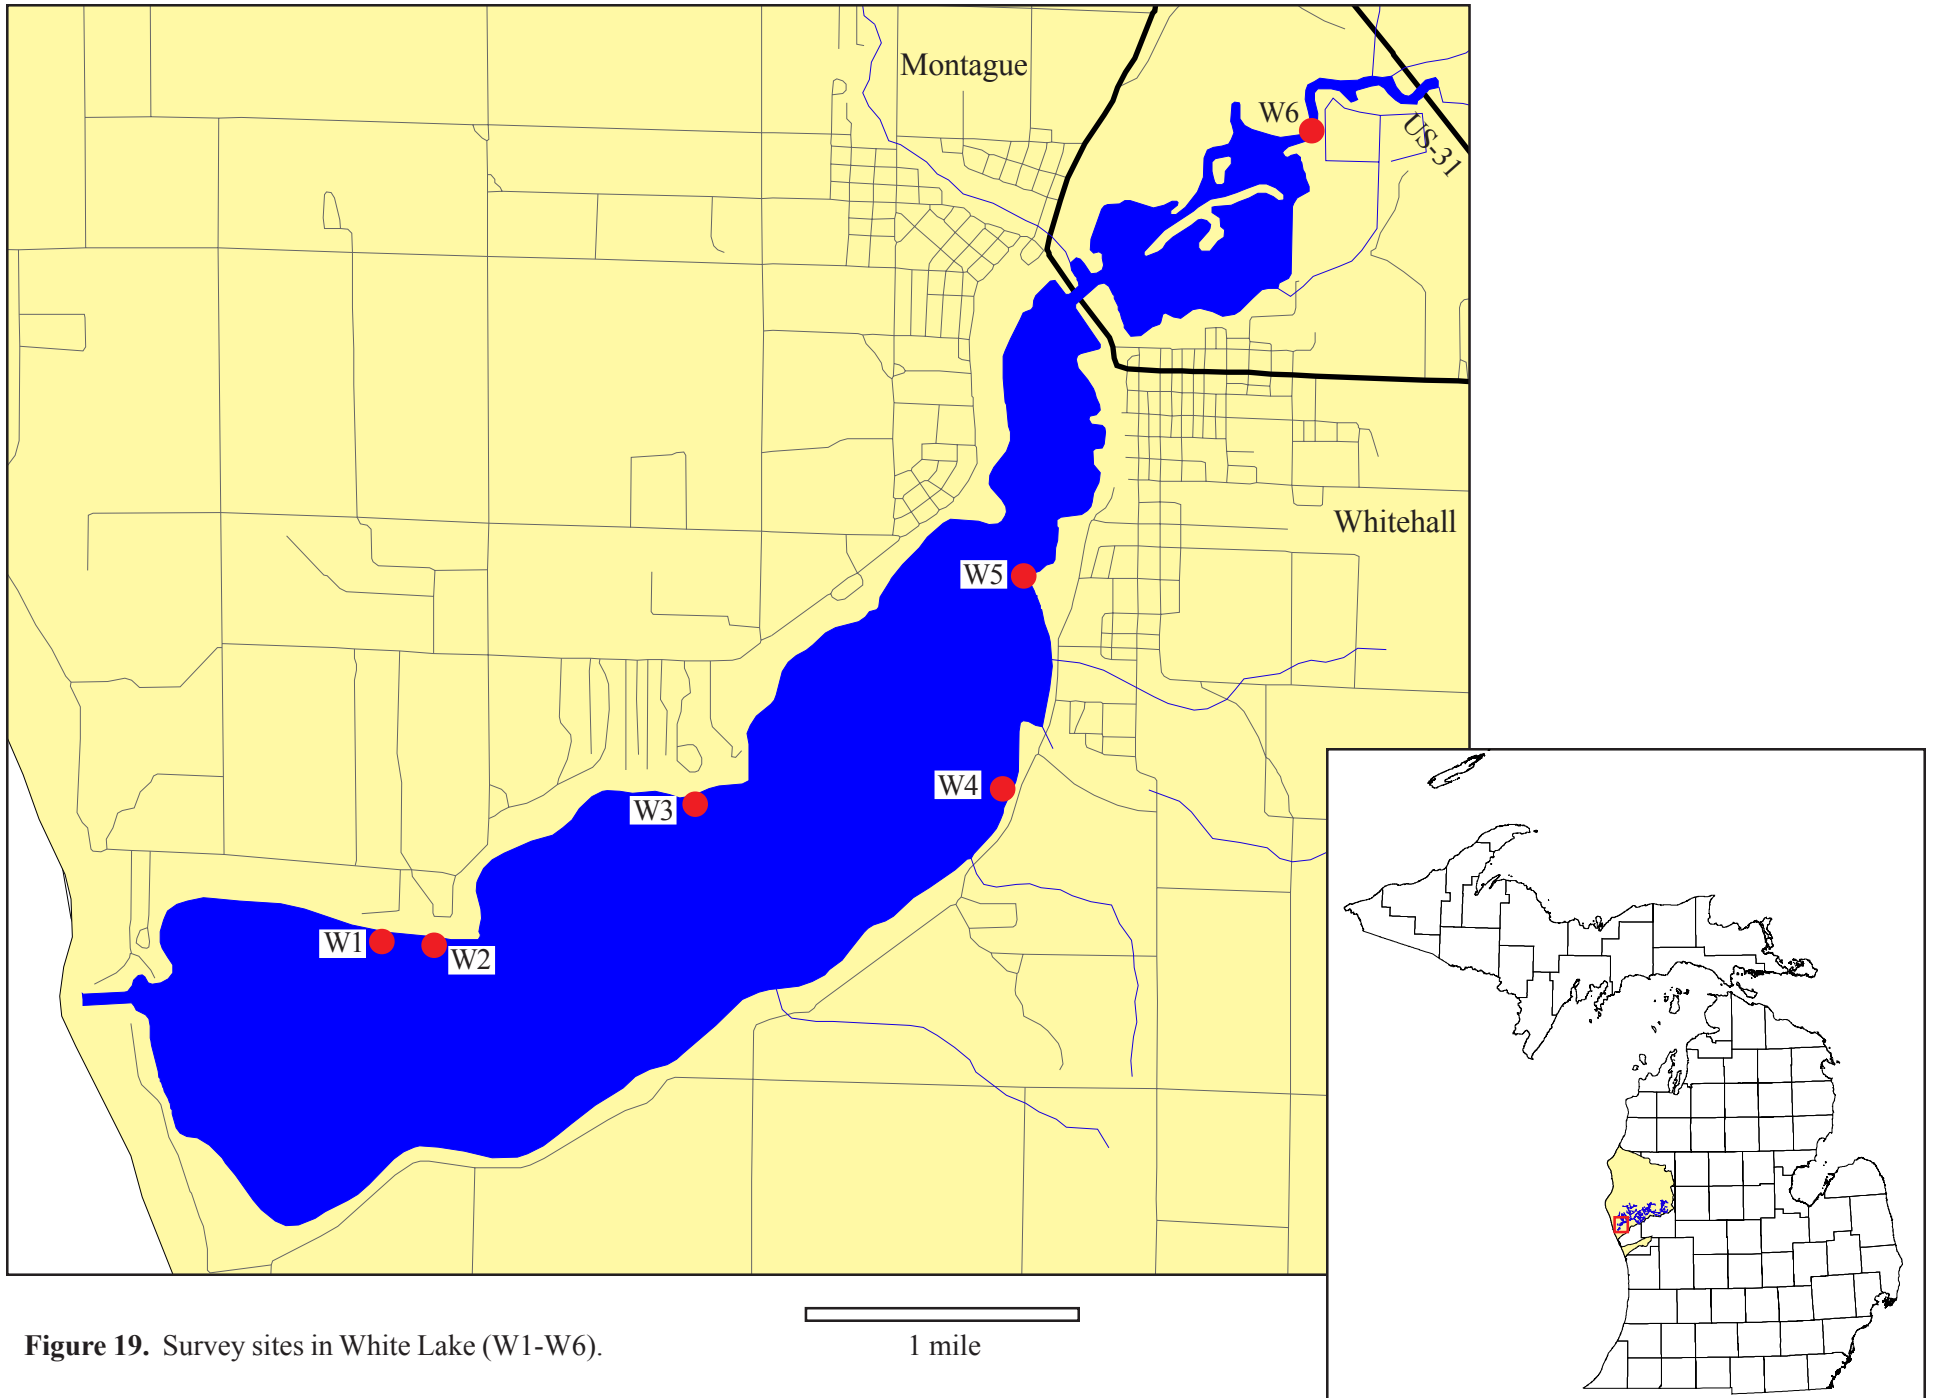 Montague
W6
US-31
Whitehall
W5
W4
W3
W1
W2
Figure 19. Survey sites in White Lake (W1-W6).
1 mile